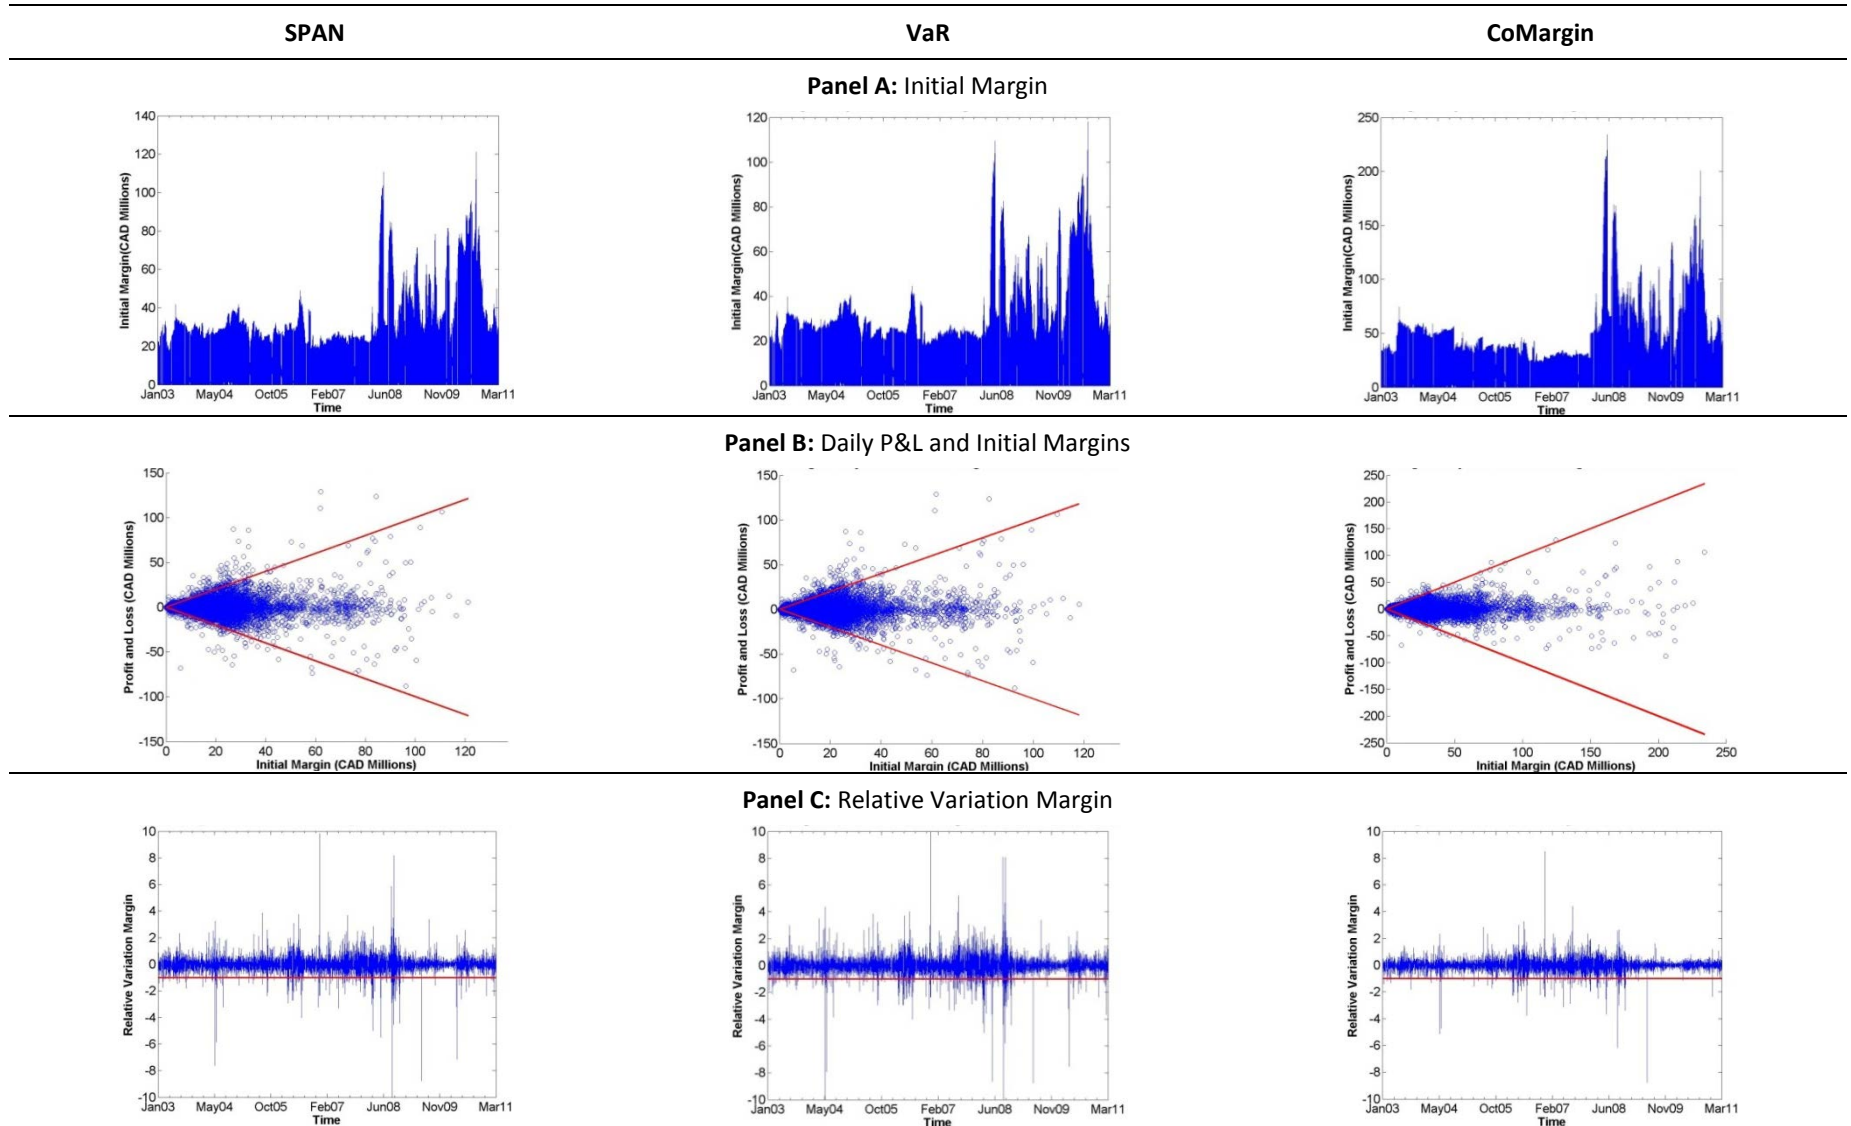 SPAN VaR CoMargin
Panel A: Initial Margin
Initial Margin(CAD Millions)
140
120
100
80
60
40
20
0
Jan03 May04 Oct05 Feb07 Jun08 Nov09 Mar11
Time
Initial Margin(CAD Millions)
120
100
80
60
40
20
0
Jan03 May04 Oct05 Feb07 Jun08 Nov09 Mar11
Time
Initial Margin(CAD Millions)
250
200
150
100
50
0
Jan03 May04 Oct05 Feb07 Jun08 Nov09 Mar11
Time
Panel B: Daily P&L and Initial Margins
Profit and Loss (CAD Millions)
150
100
50
0
-50
-100
-150
0 20 40 60 80 100 120
Initial Margin (CAD Millions)
Profit and Loss (CAD Millions)
150
100
50
0
-50
-100
-150
0 20 40 60 80 100 120
Initial Margin (CAD Millions)
Profit and Loss (CAD Millions)
250
200
150
100
50
0
-50
-100
-150
-200
-250
0 50 100 150 200 250
Initial Margin (CAD Millions)
Panel C: Relative Variation Margin
Relative Variation Margin
10
8
6
4
2
0
-2
-4
-6
-8
-10
Jan03 May04 Oct05 Feb07 Jun08 Nov09 Mar11
Time
Relative Variation Margin
10
8
6
4
2
0
-2
-4
-6
-8
-10
Jan03 May04 Oct05 Feb07 Jun08 Nov09 Mar11
Time
Relative Variation Margin
10
8
6
4
2
0
-2
-4
-6
-8
-10
Jan03 May04 Oct05 Feb07 Jun08 Nov09 Mar11
Time